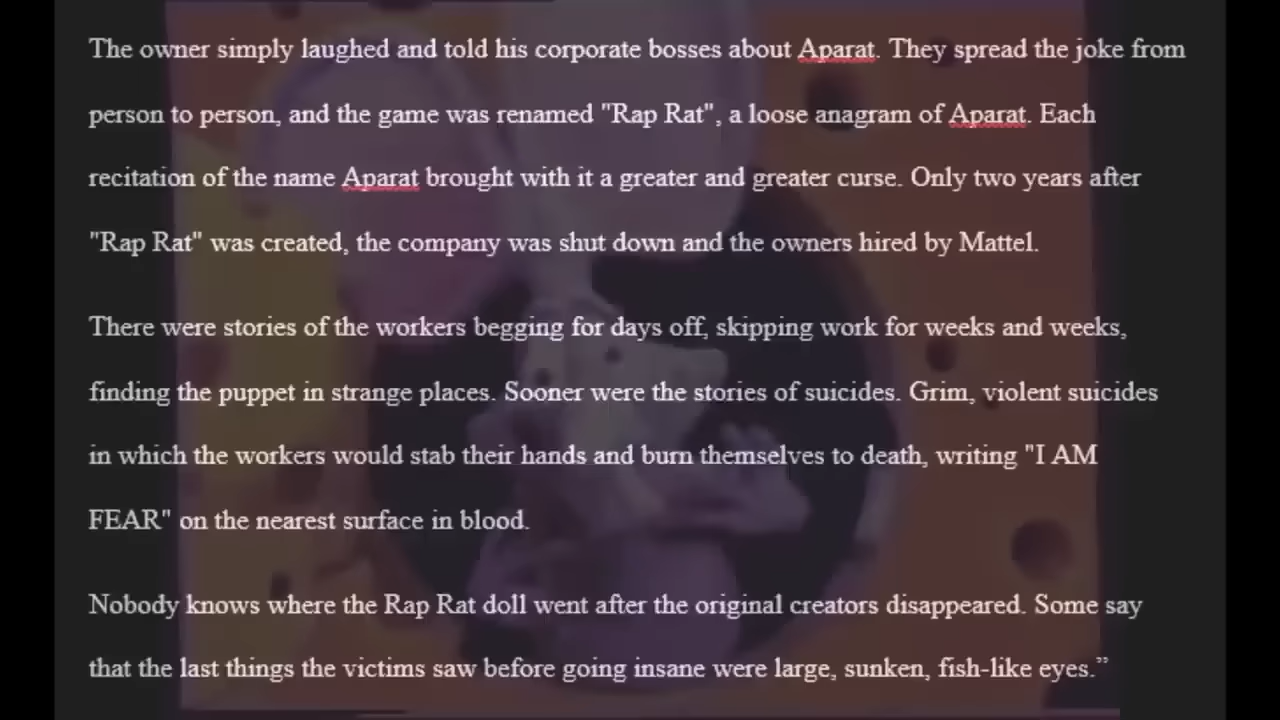 The owner simply laughed and told his corporate bosses about Aparat. They spread the joke from
person to person, and the game was renamed "Rap Rat", a loose anagram of Aparat. Each
recitation of the name Aparat brought with it a greater and greater curse. Only two years after
"Rap Rat" was created, the company was shut down and the owners hired by Mattel.
There were stories of the workers begging for days off, skipping work for weeks and weeks,
finding the puppet in strange places. Sooner were the stories of suicides. Grim, violent suicides
in which the workers would stab their hands and burn themselves to death, writing "I AM
FEAR" on the nearest surface in blood.
Nobody knows where the Rap Rat doll went after the original creators disappeared. Some say
that the last things the victims saw before going insane were large, sunken, fish-like eyes.”